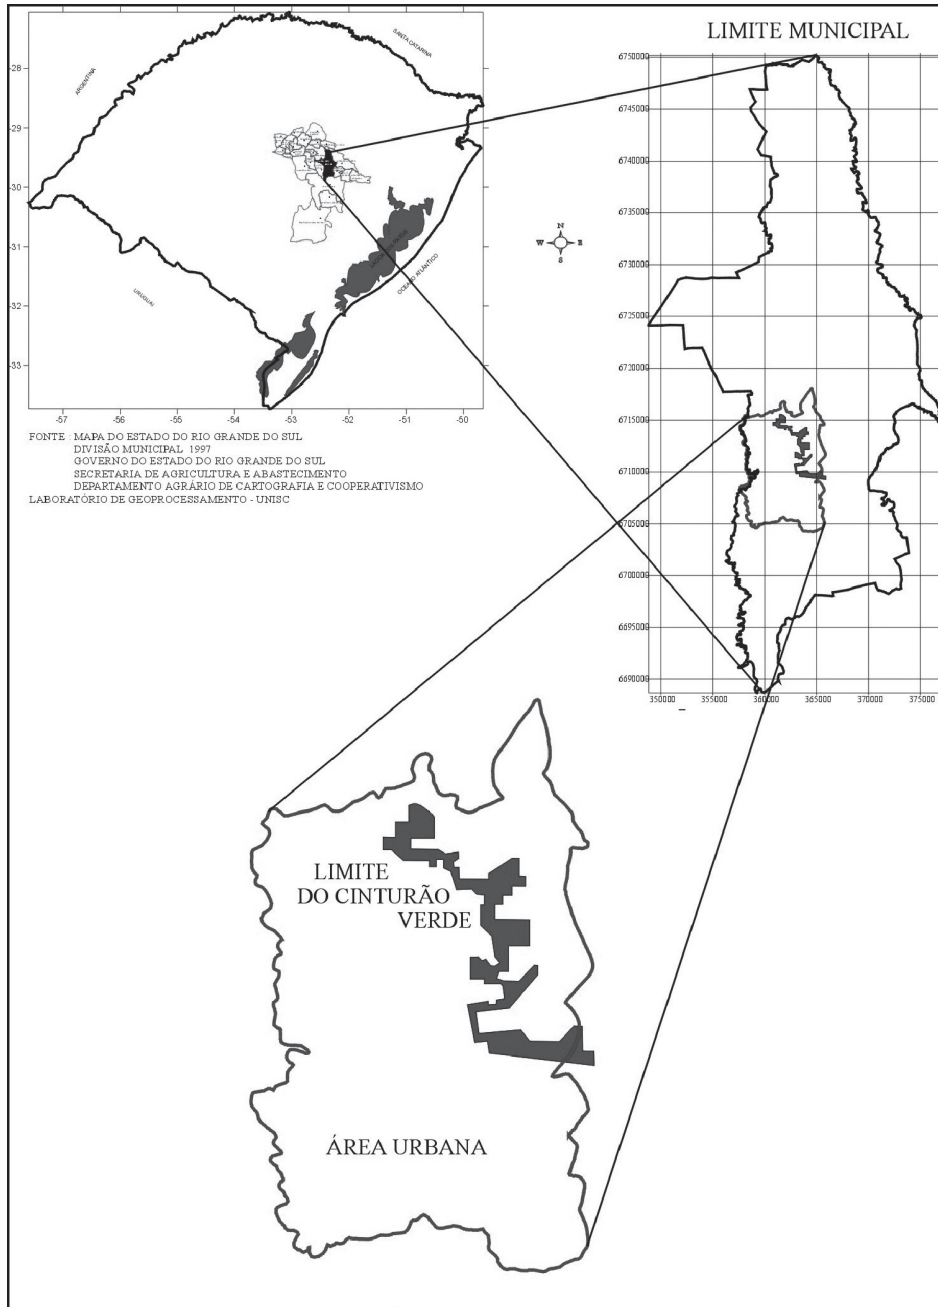 LIMITE MUNICIPAL
SANTA CATARINA
ARGENTINA
URUGUAI
OCEANO ATLÂNTICO
-28
-29
-30
-31
-32
-33
-57
-56
-55
-54
-53
-52
-51
-50
N
W
E
S
6750000
6745000
6740000
6735000
6730000
6725000
6720000
6715000
6710000
6705000
6700000
6695000
6690000
350000
355000
360000
365000
370000
375000
FONTE : MAPA DO ESTADO DO RIO GRANDE DO SUL
DIVISÃO MUNICIPAL 1997
GOVERNO DO ESTADO DO RIO GRANDE DO SUL
SECRETARIA DE AGRICULTURA E ABASTECIMENTO
DEPARTAMENTO AGRÁRIO DE CARTOGRAFIA E COOPERATIVISMO
LABORATÓRIO DE GEOPROCESSAMENTO - UNISC
LIMITE
DO CINTURÃO
VERDE
ÁREA URBANA